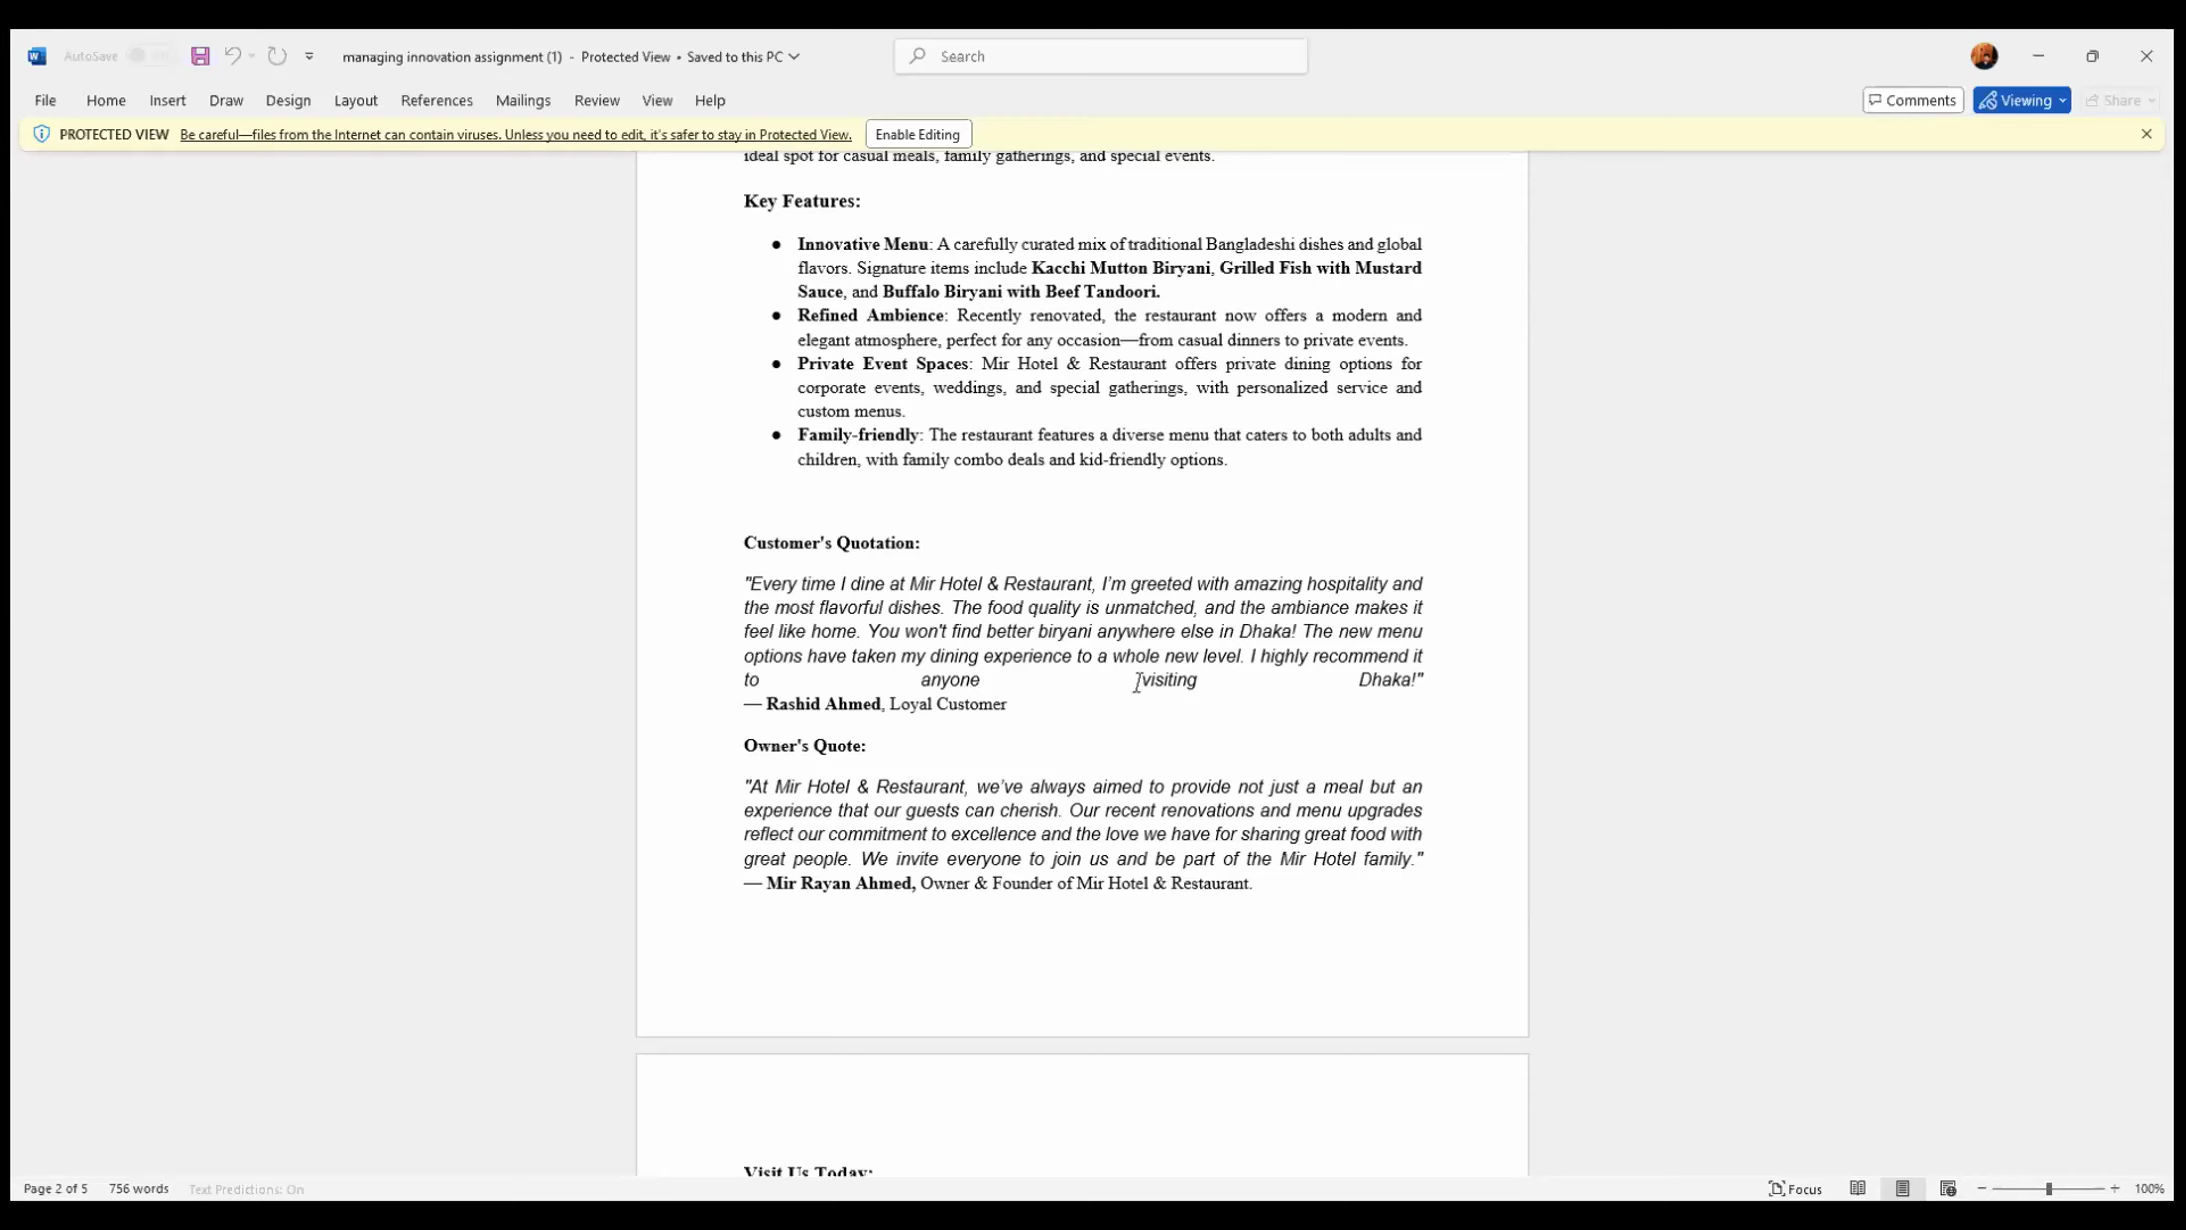 AutoSave
managing innovation assignment (1) - Protected View • Saved to this PC
Search
File Home Insert Draw Design Layout References Mailings Review View Help
Comments Viewing Share
PROTECTED VIEW Be careful—files from the Internet can contain viruses. Unless you need to edit, it's safer to stay in Protected View. Enable Editing
ideal spot for casual meals, family gatherings, and special events.
Key Features:
● Innovative Menu: A carefully curated mix of traditional Bangladeshi dishes and global
flavors. Signature items include Kacchi Mutton Biryani, Grilled Fish with Mustard
Sauce, and Buffalo Biryani with Beef Tandoori.
● Refined Ambience: Recently renovated, the restaurant now offers a modern and
elegant atmosphere, perfect for any occasion—from casual dinners to private events.
● Private Event Spaces: Mir Hotel & Restaurant offers private dining options for
corporate events, weddings, and special gatherings, with personalized service and
custom menus.
● Family-friendly: The restaurant features a diverse menu that caters to both adults and
children, with family combo deals and kid-friendly options.
Customer's Quotation:
"Every time I dine at Mir Hotel & Restaurant, I’m greeted with amazing hospitality and
the most flavorful dishes. The food quality is unmatched, and the ambiance makes it
feel like home. You won't find better biryani anywhere else in Dhaka! The new menu
options have taken my dining experience to a whole new level. I highly recommend it
to anyone visiting Dhaka!"
— Rashid Ahmed, Loyal Customer
Owner's Quote:
"At Mir Hotel & Restaurant, we’ve always aimed to provide not just a meal but an
experience that our guests can cherish. Our recent renovations and menu upgrades
reflect our commitment to excellence and the love we have for sharing great food with
great people. We invite everyone to join us and be part of the Mir Hotel family."
— Mir Rayan Ahmed, Owner & Founder of Mir Hotel & Restaurant.
Visit Us Today:
Page 2 of 5 756 words Text Predictions: On
Focus 100%